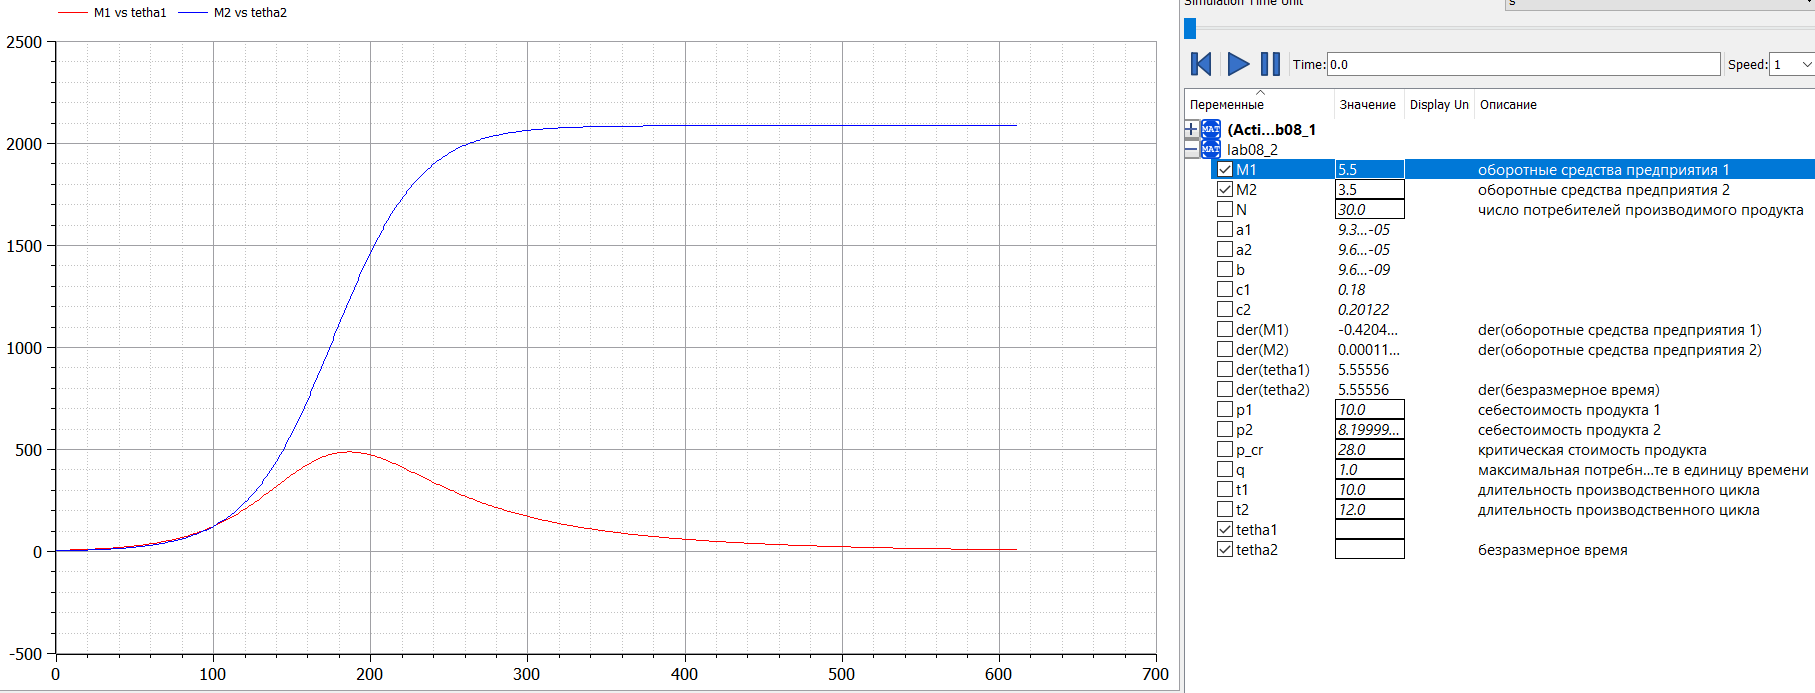 M1 vs tetha1 M2 vs tetha2
2500
2000
1500
1000
500
0
-500
0 100 200 300 400 500 600 700
Simulation Time Unit s
Time: 0.0 Speed: 1
Переменные Значение Display Un Описание
(Acti...b08_1
lab08_2
M1 5.5 оборотные средства предприятия 1
M2 3.5 оборотные средства предприятия 2
N 30.0 число потребителей производимого продукта
a1 9.3...-05
a2 9.6...-05
b 9.6...-09
c1 0.18
c2 0.20122
der(M1) -0.4204... der(оборотные средства предприятия 1)
der(M2) 0.00011... der(оборотные средства предприятия 2)
der(tetha1) 5.55556
der(tetha2) 5.55556 der(безразмерное время)
p1 10.0 себестоимость продукта 1
p2 8.19999... себестоимость продукта 2
p_cr 28.0 критическая стоимость продукта
q 1.0 максимальная потребн...те в единицу времени
t1 10.0 длительность производственного цикла
t2 12.0 длительность производственного цикла
tetha1
tetha2 безразмерное время